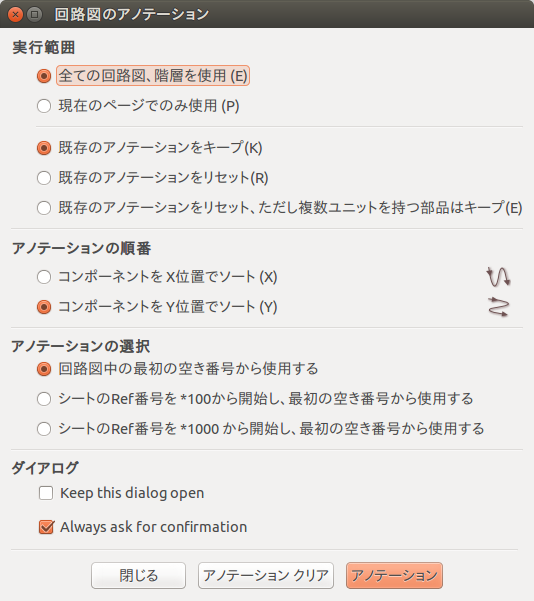 回路図のアノテーション
実行範囲
全ての回路図、階層を使用 (E)
現在のページでのみ使用 (P)
既存のアノテーションをキープ(K)
既存のアノテーションをリセット(R)
既存のアノテーションをリセット、ただし複数ユニットを持つ部品はキープ(E)
アノテーションの順番
コンポーネントを X位置でソート (X)
コンポーネントを Y位置でソート (Y)
アノテーションの選択
回路図中の最初の空き番号から使用する
シートのRef番号を *100から開始し、最初の空き番号から使用する
シートのRef番号を *1000 から開始し、最初の空き番号から使用する
ダイアログ
Keep this dialog open
Always ask for confirmation
閉じる アノテーション クリア アノテーション